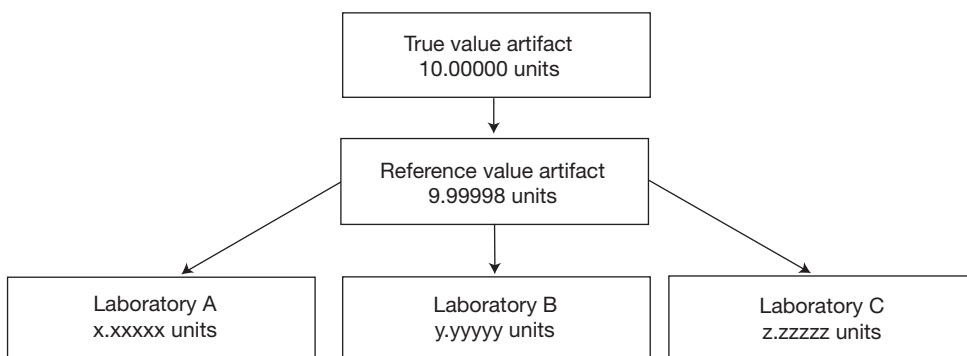 True value artifact
10.00000 units
Reference value artifact
9.99998 units
Laboratory A
x.xxxxx units
Laboratory B
y.yyyyy units
Laboratory C
z.zzzzz units